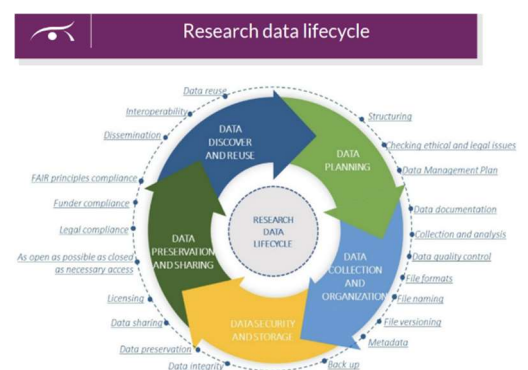 Research data lifecycle
Data reuse
Interoperability
Dissemination
FAIR principles compliance
Funder compliance
Legal compliance
As open as possible as closed
as necessary access
Licensing
Data sharing
Data preservation
Data integrity
Structuring
Checking ethical and legal issues
Data Management Plan
Data documentation
Collection and analysis
Data quality control
File formats
File naming
File versioning
Metadata
Back up
DATA
DISCOVER
AND REUSE
DATA
PLANNING
DATA
COLLECTION
AND
ORGANIZATION
DATA SECURITY
AND STORAGE
DATA
PRESERVATION
AND SHARING
RESEARCH
DATA
LIFECYCLE